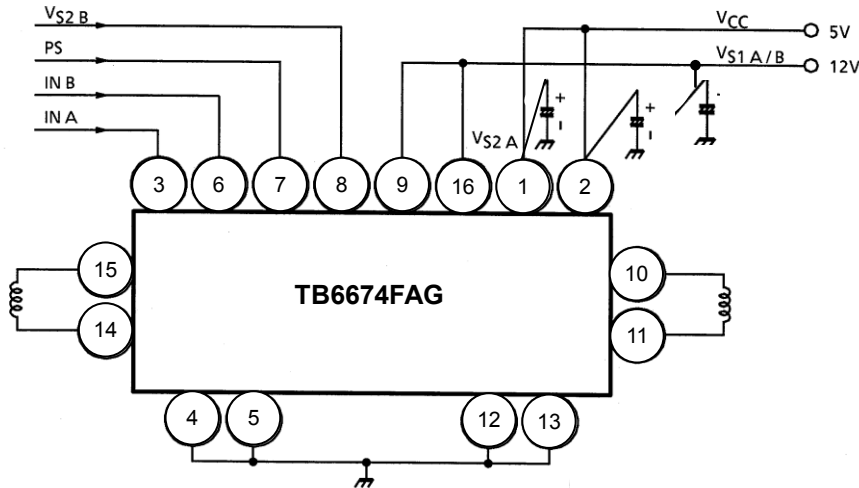 VS2 B
PS
IN B
IN A
VCC
5V
VS1 A/B
12V
VS2 A
+
-
+
-
-
3
6
7
8
9
16
1
2
15
14
TB6674FAG
10
11
4
5
12
13